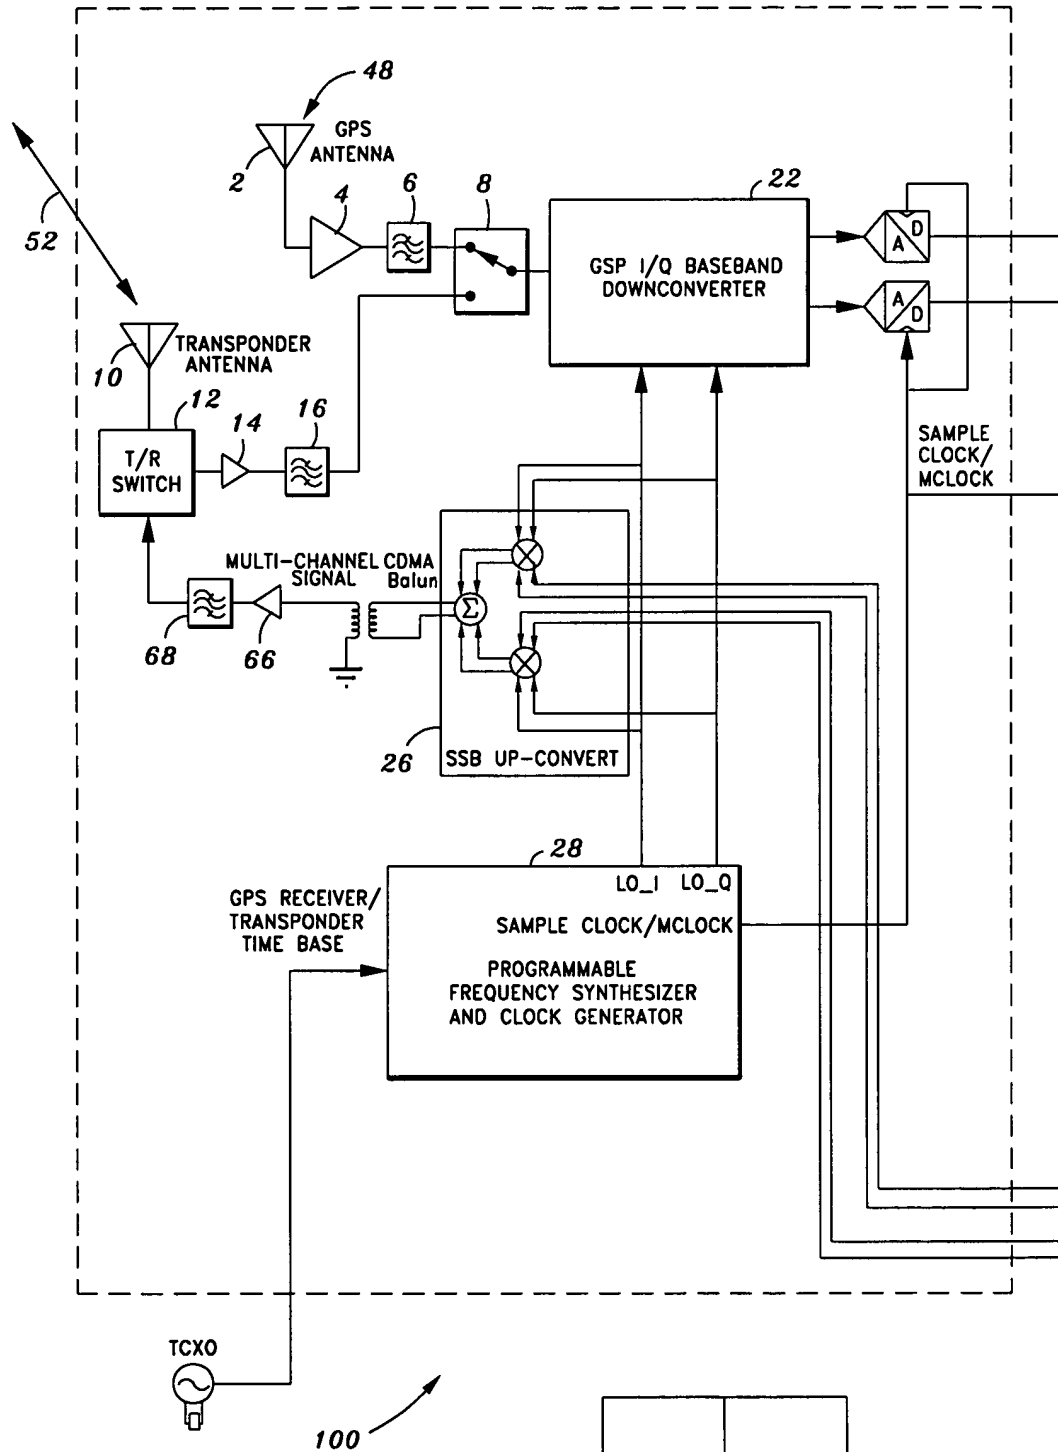 48
GPS
ANTENNA
2
4
6
8
22
52
GSP I/Q BASEBAND
DOWNCONVERTER
A
D
A
D
10
TRANSPONDER
ANTENNA
12
14
16
T/R
SWITCH
SAMPLE
CLOCK/
MCLOCK
MULTI-CHANNEL CDMA
SIGNAL
Balun
Σ
68
66
26
SSB UP-CONVERT
28
LO_I
LO_Q
GPS RECEIVER/
TRANSPONDER
TIME BASE
SAMPLE CLOCK/MCLOCK
PROGRAMMABLE
FREQUENCY SYNTHESIZER
AND CLOCK GENERATOR
TCXO
100